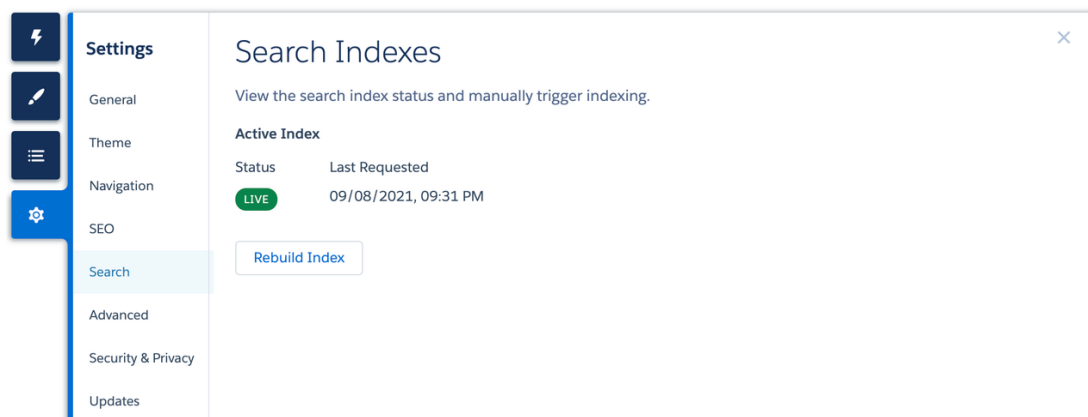 Settings
General
Theme
Navigation
SEO
Search
Advanced
Security & Privacy
Updates
Search Indexes
View the search index status and manually trigger indexing.
Active Index
Status Last Requested
LIVE 09/08/2021, 09:31 PM
Rebuild Index